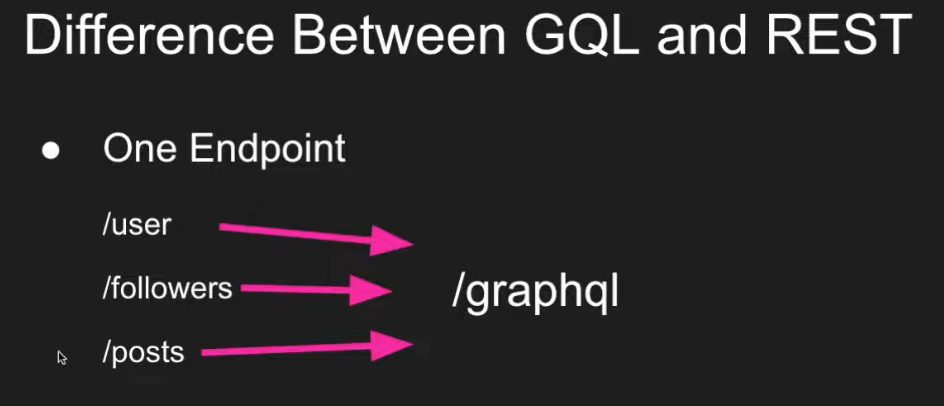 Difference Between GQL and REST
● One Endpoint
/user
/followers
/graphql
/posts